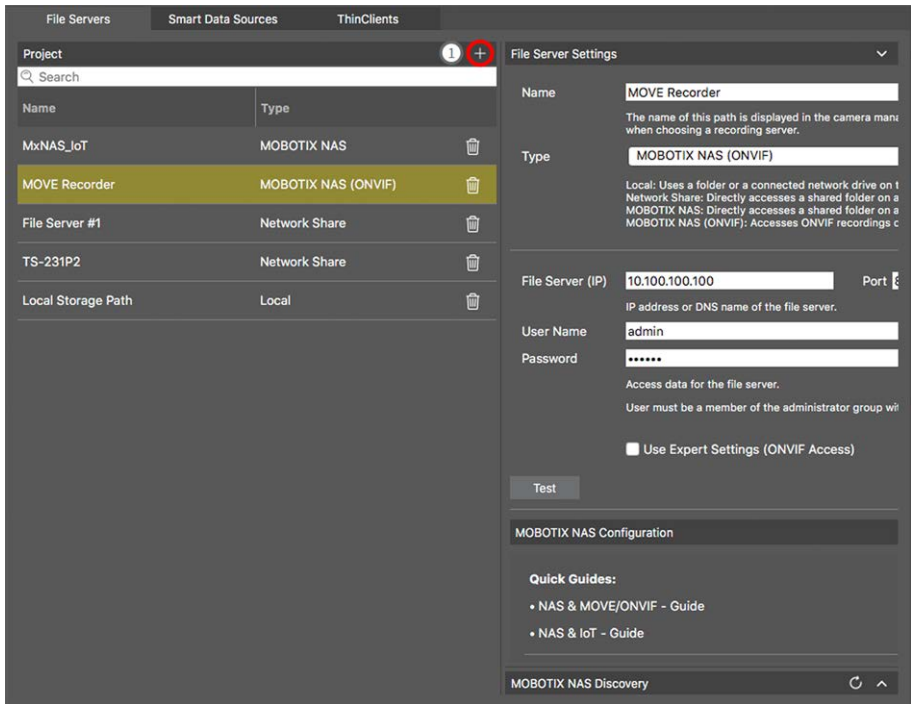 File Servers Smart Data Sources ThinClients
Project 1 +
Search
Name Type
MxNAS_IoT MOBOTIX NAS
MOVE Recorder MOBOTIX NAS (ONVIF)
File Server #1 Network Share
TS-231P2 Network Share
Local Storage Path Local
File Server Settings
Name MOVE Recorder
The name of this path is displayed in the camera mana
when choosing a recording server.
Type MOBOTIX NAS (ONVIF)
Local: Uses a folder or a connected network drive on t
Network Share: Directly accesses a shared folder on a
MOBOTIX NAS: Directly accesses a shared folder on a
MOBOTIX NAS (ONVIF): Accesses ONVIF recordings
File Server (IP) 10.100.100.100 Port
IP address or DNS name of the file server.
User Name admin
Password ••••••
Access data for the file server.
User must be a member of the administrator group wi
Use Expert Settings (ONVIF Access)
Test
MOBOTIX NAS Configuration
Quick Guides:
• NAS & MOVE/ONVIF - Guide
• NAS & IoT - Guide
MOBOTIX NAS Discovery